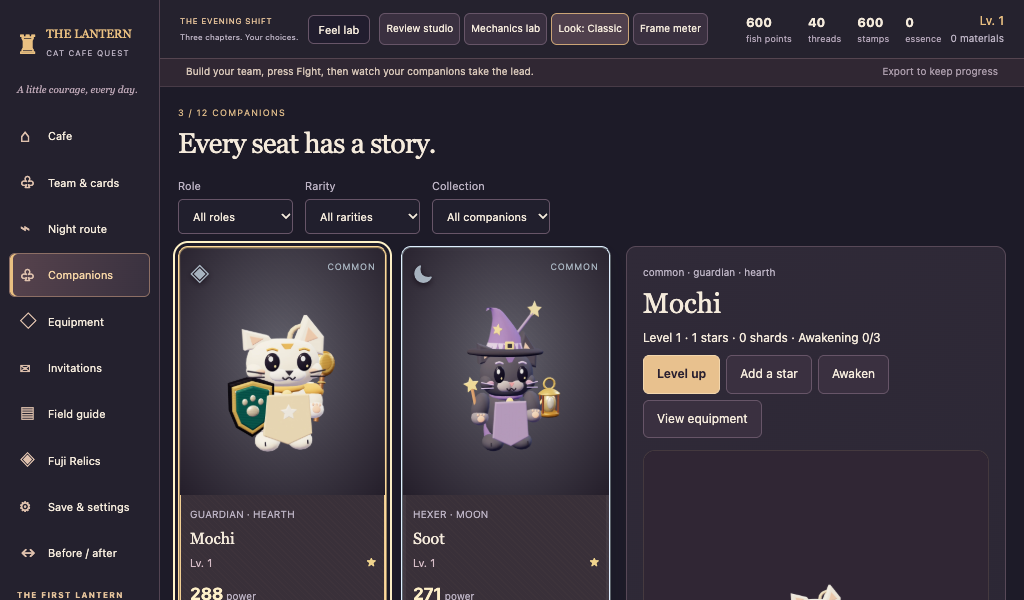 THE LANTERN
CAT CAFE QUEST
A little courage, every day.
Cafe
Team & cards
Night route
Companions
Equipment
Invitations
Field guide
Fuji Relics
Save & settings
Before / after
THE FIRST LANTERN
THE EVENING SHIFT
Three chapters. Your choices.
Feel lab
Review studio
Mechanics lab
Look: Classic
Frame meter
600
fish points
40
threads
600
stamps
0
essence
Lv. 1
0 materials
Build your team, press Fight, then watch your companions take the lead.
Export to keep progress
3 / 12 COMPANIONS
Every seat has a story.
Role
Rarity
Collection
All roles
All rarities
All companions
COMMON
GUARDIAN · HEARTH
Mochi
Lv. 1
288 power
COMMON
HEXER · MOON
Soot
Lv. 1
271 power
common · guardian · hearth
Mochi
Level 1 · 1 stars · 0 shards · Awakening 0/3
Level up
Add a star
Awaken
View equipment